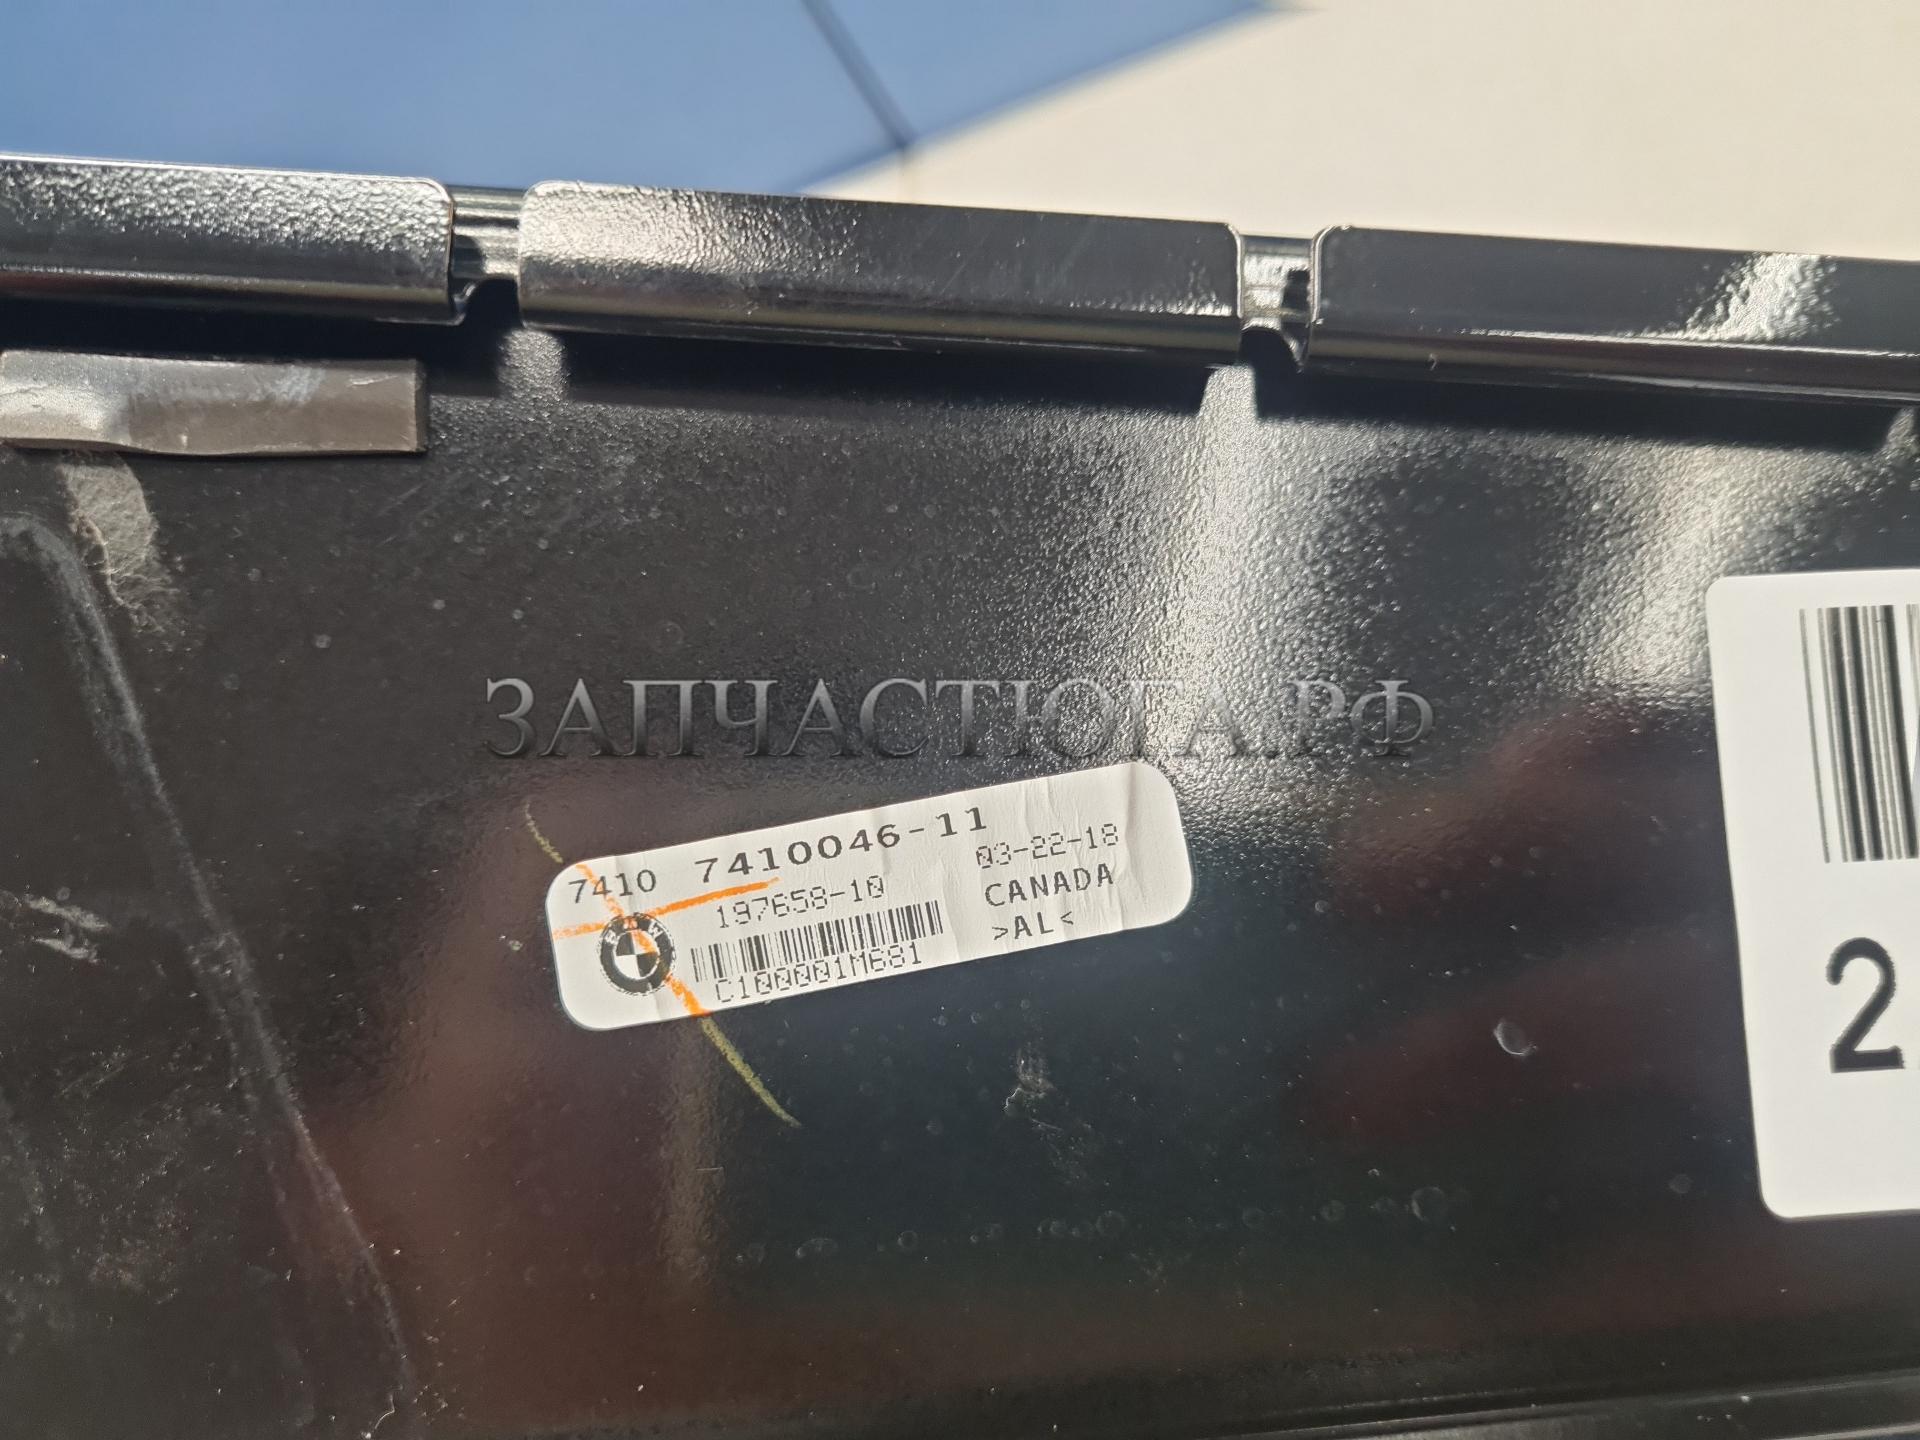 ЗАПЧАСТЮГА.РФ
7410 7410046-11
197658-10
03-22-18
CANADA
>AL<
C100001M681
2